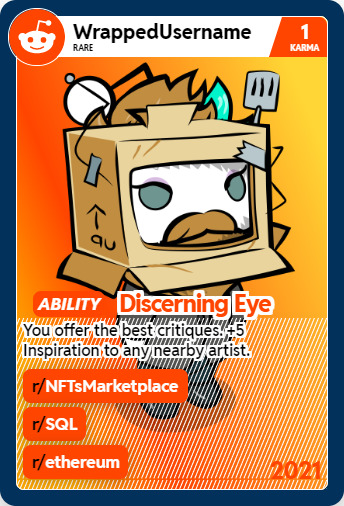 WrappedUsername
RARE
1
KARMA
ABILITY
Discerning Eye
You offer the best critiques. +5
Inspiration to any nearby artist.
r/NFTsMarketplace
r/SQL
r/ethereum
2021